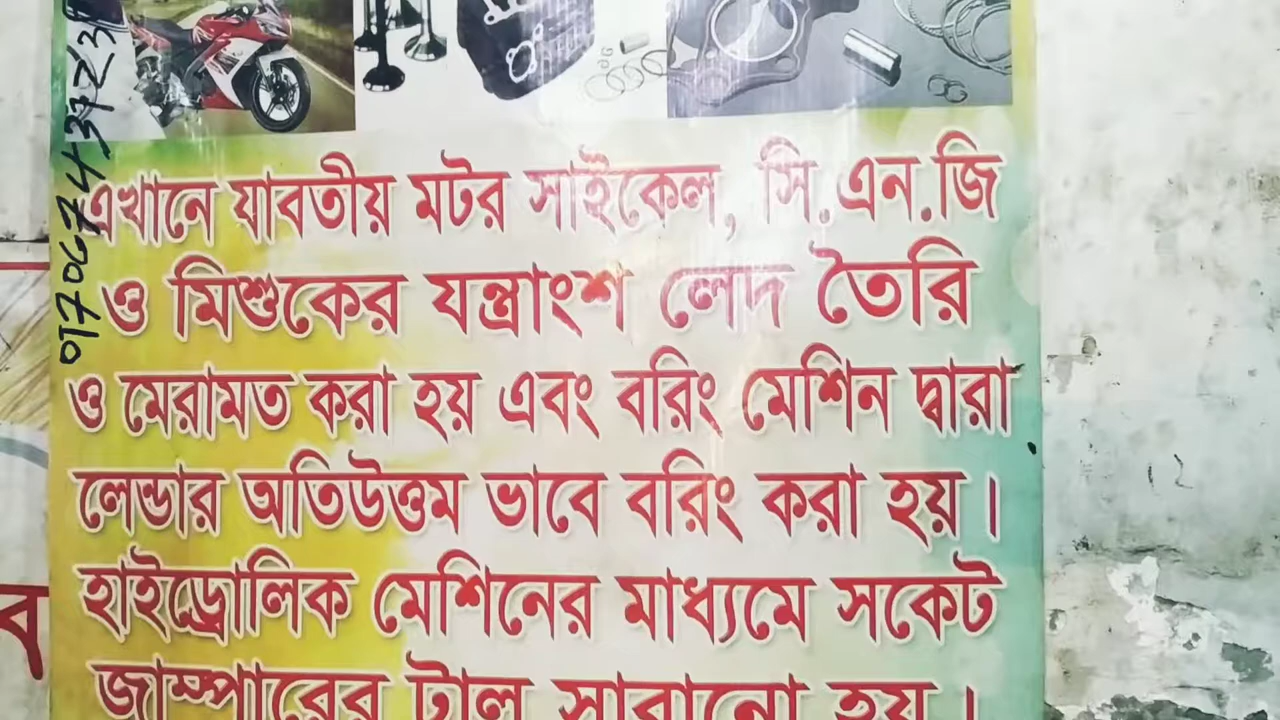 এখানে যাবতীয় মটর সাইকেল, সি.এন.জি
ও মিশুকের যন্ত্রাংশ লেদ তৈরি
ও মেরামত করা হয় এবং বরিং মেশিন দ্বারা
লেন্ডার অতিউত্তম ভাবে বরিং করা হয়।
হাইড্রোলিক মেশিনের মাধ্যমে সকেট
জাম্পারের টাল সারানো হয়।